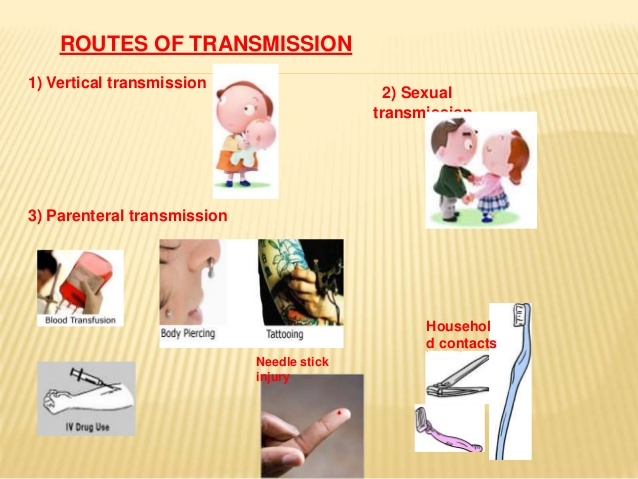 ROUTES OF TRANSMISSION
1) Vertical transmission
2) Sexual
transmission
3) Parenteral transmission
Blood Transfusion
Body Piercing
Tattooing
Househol
d contacts
Needle stick
injury
IV Drug Use